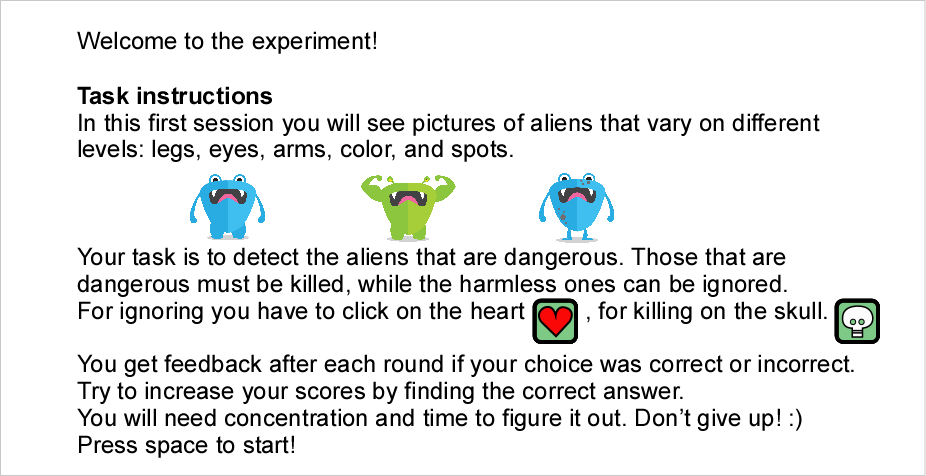 Welcome to the experiment!
Task instructions
In this first session you will see pictures of aliens that vary on different
levels: legs, eyes, arms, color, and spots.
Your task is to detect the aliens that are dangerous. Those that are
dangerous must be killed, while the harmless ones can be ignored.
For ignoring you have to click on the heart , for killing on the skull.
You get feedback after each round if your choice was correct or incorrect.
Try to increase your scores by finding the correct answer.
You will need concentration and time to figure it out. Don’t give up! :)
Press space to start!